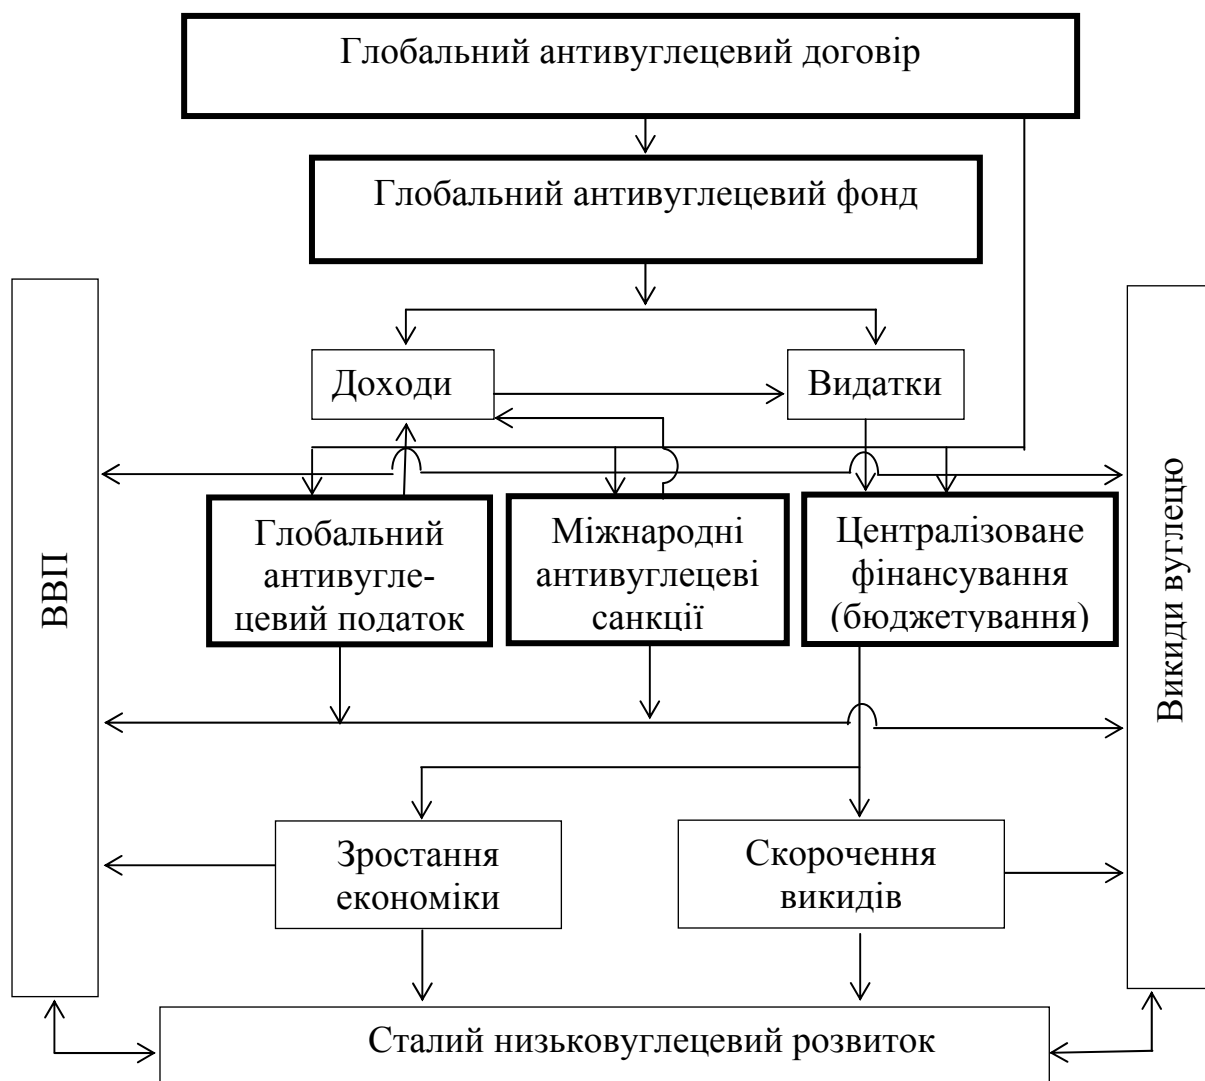 Глобальний антивуглецевий договір
Глобальний антивуглецевий фонд
Доходи
Видатки
ВВП
Глобальний
антивугле-
цевий податок
Міжнародні
антивуглецеві
санкції
Централізоване
фінансування
(бюджетування)
Викиди вуглецю
Зростання
економіки
Скорочення
викидів
Сталий низьковуглецевий розвиток